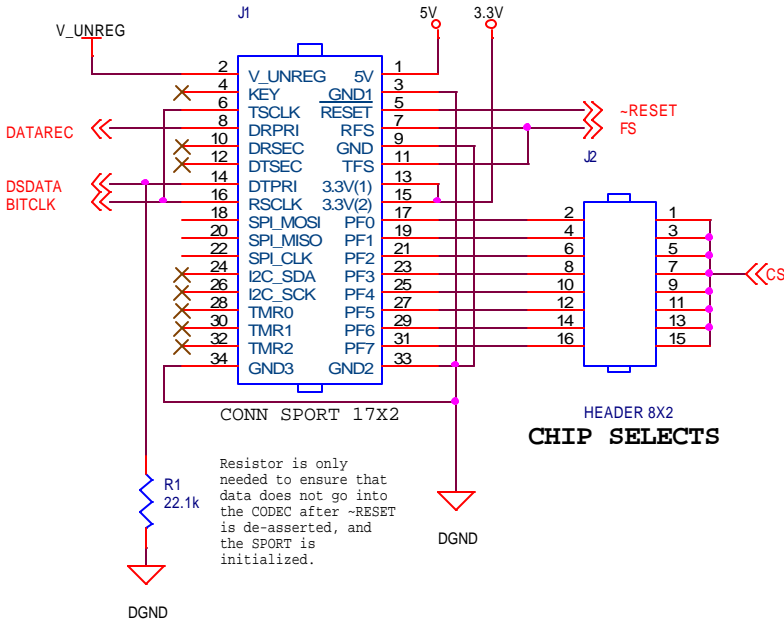 J1
5V 3.3V
V_UNREG
2 V_UNREG 5V 1
4 KEY GND1 3
6 TSCLK RESET 5 ~RESET
DATAREC 8 DRPRI RFS 7 FS
10 DRSEC GND 9
12 DTSEC TFS 11
J2
DSDATA 14 DTPRI 3.3V(1) 13
BITCLK 16 RSCLK 3.3V(2) 15
18 SPI_MOSI PF0 17 2 1
20 SPI_MISO PF1 19 4 3
22 SPI_CLK PF2 21 6 5
24 I2C_SDA PF3 23 8 7 CS
26 I2C_SCK PF4 25 10 9
28 TMR0 PF5 27 12 11
30 TMR1 PF6 29 14 13
32 TMR2 PF7 31 16 15
34 GND3 GND2 33
CONN SPORT 17X2
HEADER 8X2
CHIP SELECTS
Resistor is only
needed to ensure that
data does not go into
the CODEC after ~RESET
is de-asserted, and
the SPORT is
initialized.
R1
22.1k
DGND
DGND